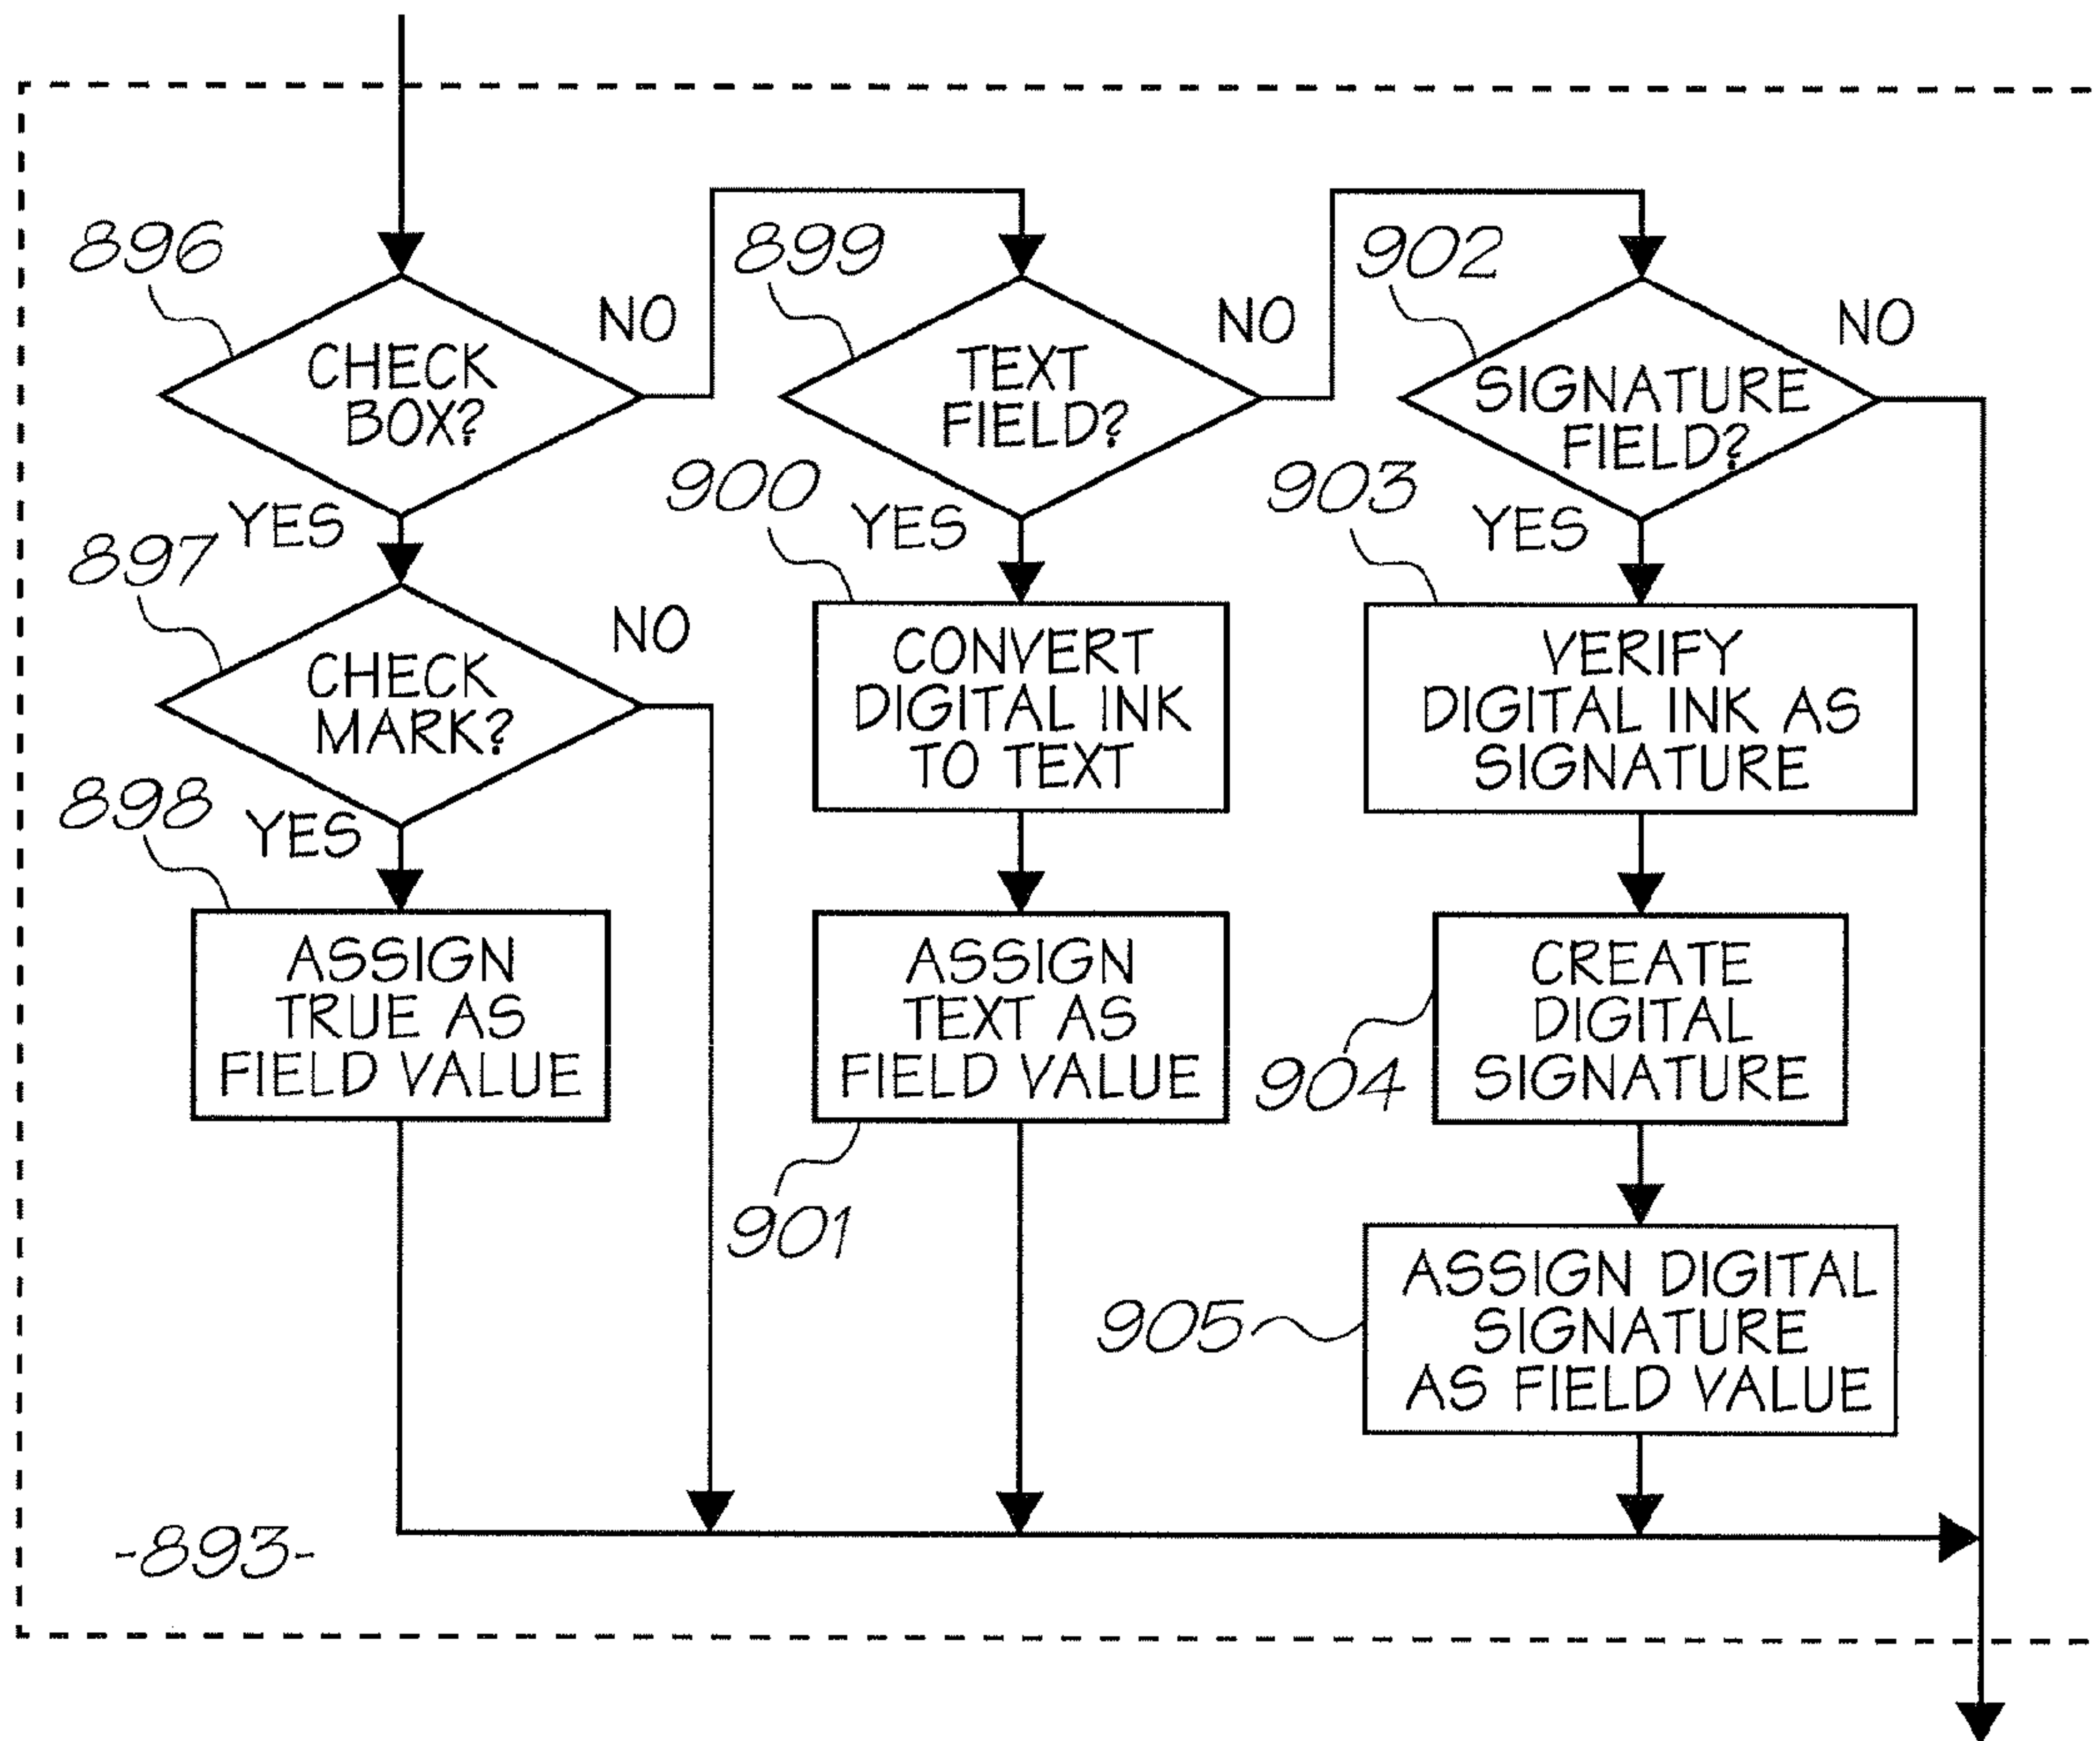 896
CHECK
BOX?
NO
YES
897
CHECK
MARK?
NO
YES
898
ASSIGN
TRUE AS
FIELD VALUE
899
TEXT
FIELD?
NO
YES
900
CONVERT
DIGITAL INK
TO TEXT
ASSIGN
TEXT AS
FIELD VALUE
901
902
SIGNATURE
FIELD?
NO
YES
903
VERIFY
DIGITAL INK AS
SIGNATURE
CREATE
DIGITAL
SIGNATURE
904
ASSIGN DIGITAL
SIGNATURE
AS FIELD VALUE
905
-893-